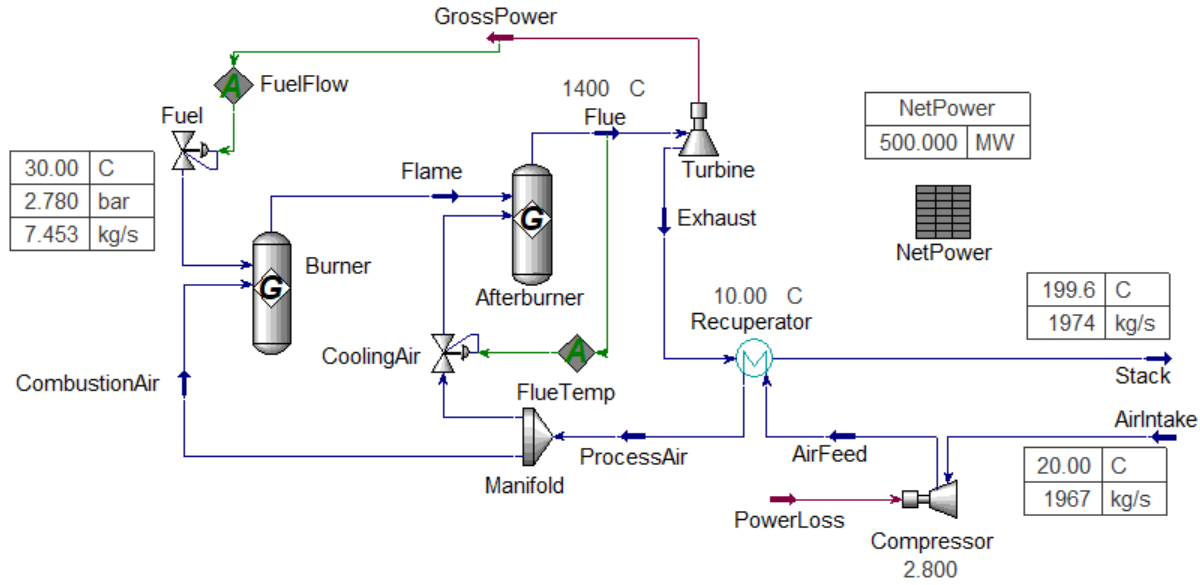 GrossPower
A
FuelFlow
1400 C
Flue
NetPower
500.000 MW
Fuel
30.00 C
2.780 bar
7.453 kg/s
Flame
Turbine
G
Exhaust
NetPower
G
Burner
Afterburner
10.00 C
Recuperator
199.6 C
1974 kg/s
CoolingAir
A
FlueTemp
Stack
CombustionAir
AirIntake
ProcessAir
AirFeed
20.00 C
1967 kg/s
Manifold
PowerLoss
Compressor
2.800